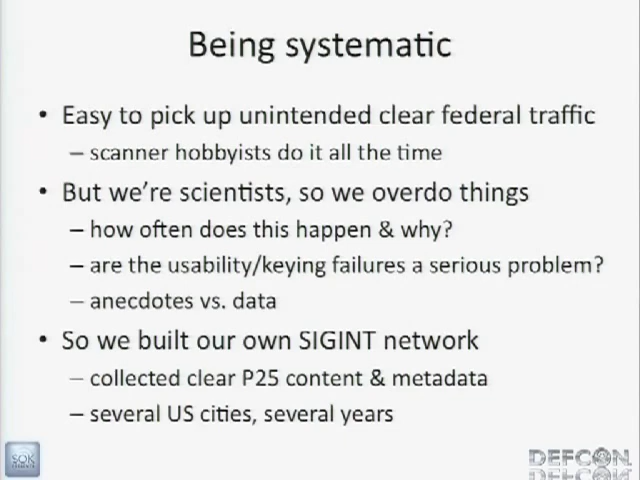 Being systematic
• Easy to pick up unintended clear federal traffic
– scanner hobbyists do it all the time
• But we're scientists, so we overdo things
– how often does this happen & why?
– are the usability/keying failures a serious problem?
– anecdotes vs. data
• So we built our own SIGINT network
– collected clear P25 content & metadata
– several US cities, several years
SOK
DEFCON